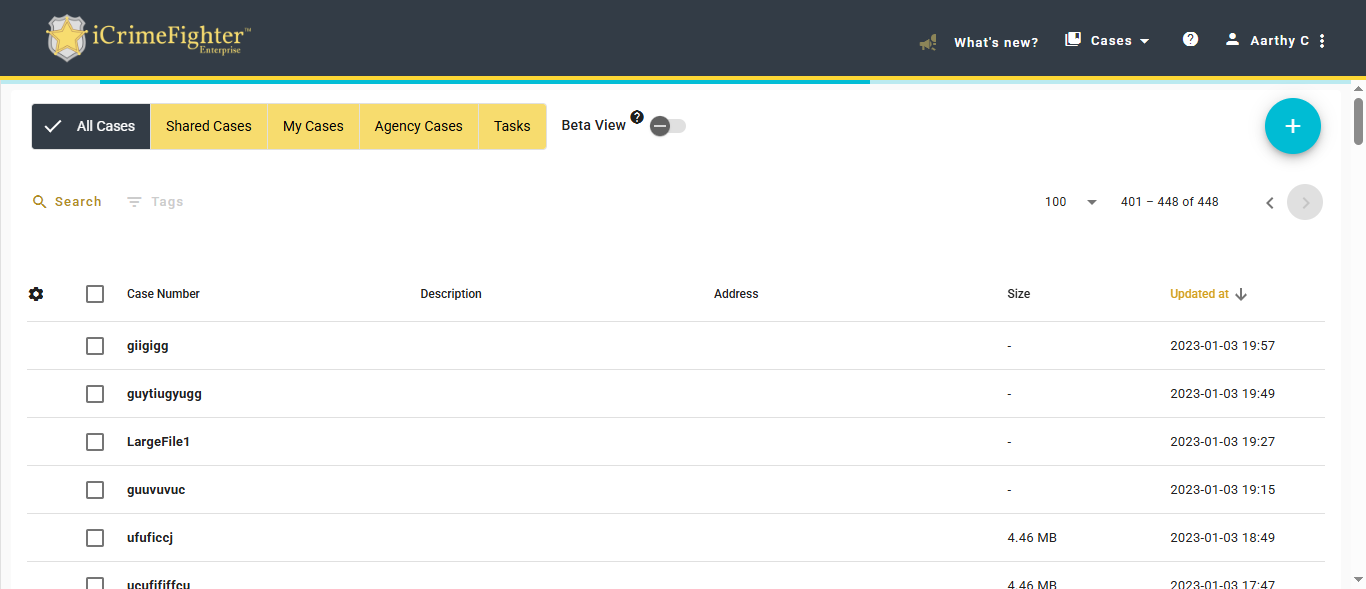 iCrimeFighter™
Enterprise
What's new?
Cases
?
Aarthy C
All Cases
Shared Cases
My Cases
Agency Cases
Tasks
Beta View
?
+
Search
Tags
100
401 – 448 of 448
Case Number Description Address Size Updated at
giigigg - 2023-01-03 19:57
guytiugyugg - 2023-01-03 19:49
LargeFile1 - 2023-01-03 19:27
guuvuvuc - 2023-01-03 19:15
ufuficcj 4.46 MB 2023-01-03 18:49
ucufififfcu 4.46 MB 2023-01-03 17:47